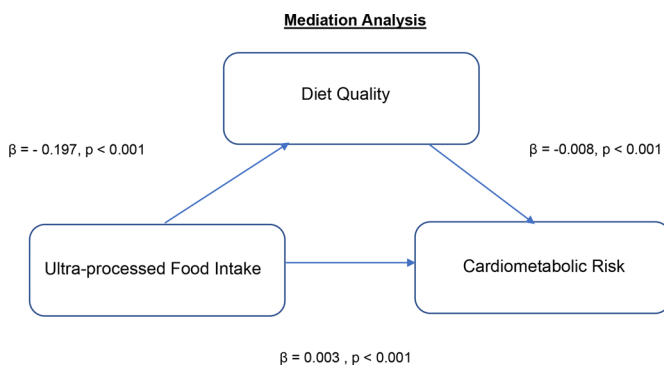 Mediation Analysis
Diet Quality
β = - 0.197, p < 0.001
β = -0.008, p < 0.001
Ultra-processed Food Intake
Cardiometabolic Risk
β = 0.003 , p < 0.001